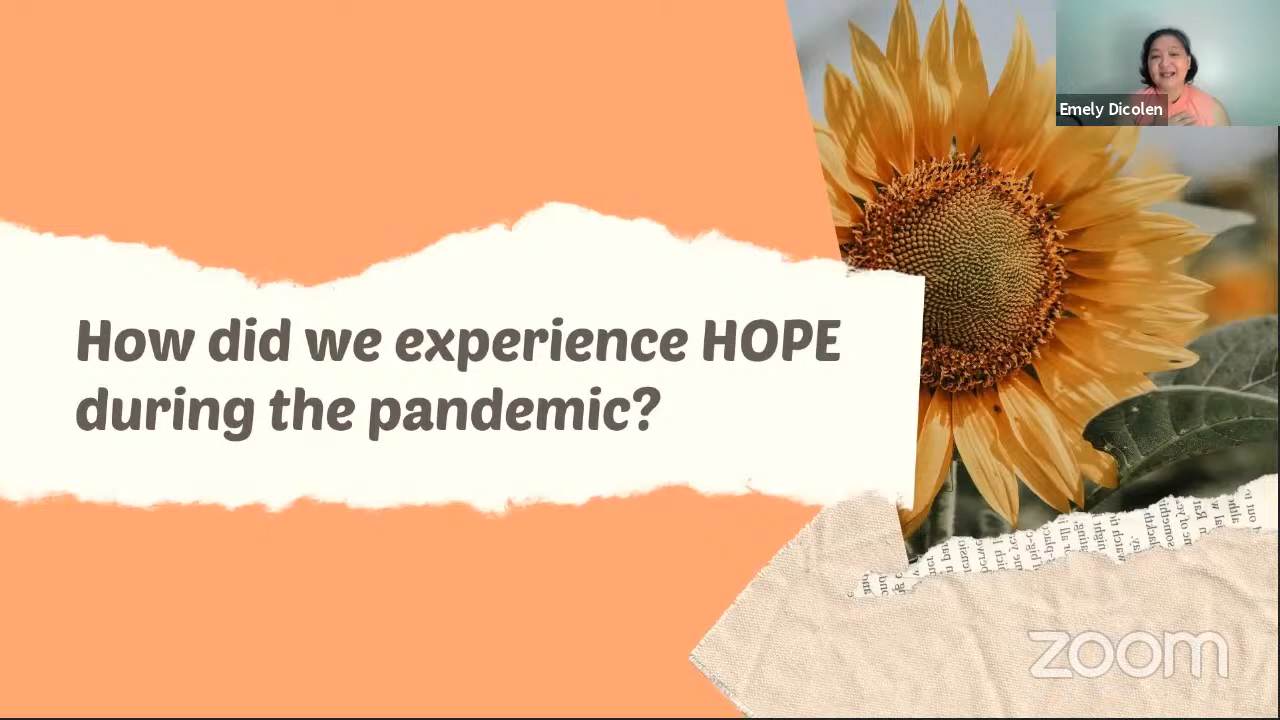 Emely Dicolen
How did we experience HOPE
during the pandemic?
zoom